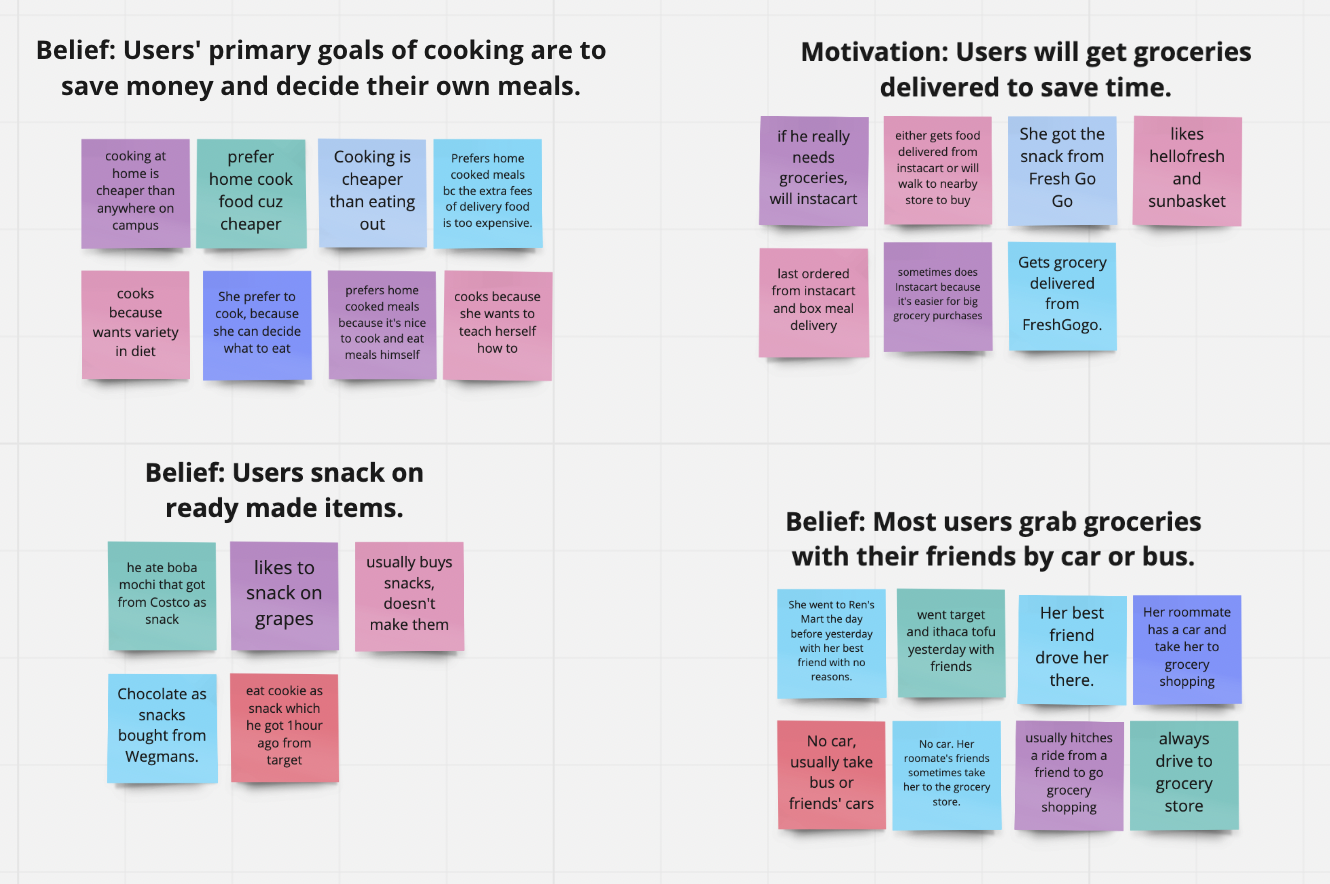 Belief: Users' primary goals of cooking are to
save money and decide their own meals.
cooking at
home is
cheaper than
anywhere on
campus
prefer
home cook
food cuz
cheaper
Cooking is
cheaper
than eating
out
Prefers home
cooked meals
bc the extra fees
of delivery food
is too expensive.
cooks
because
wants variety
in diet
She prefer to
cook, because
she can decide
what to eat
prefers home
cooked meals
because it's nice
to cook and eat
meals himself
cooks because
she wants to
teach herself
how to
Motivation: Users will get groceries
delivered to save time.
if he really
needs
groceries,
will instacart
either gets food
delivered from
instacart or will
walk to nearby
store to buy
She got the
snack from
Fresh Go
Go
likes
hellofresh
and
sunbasket
last ordered
from instacart
and box meal
delivery
sometimes does
Instacart because
it's easier for big
grocery purchases
Gets grocery
delivered
from
FreshGogo.
Belief: Users snack on
ready made items.
he ate boba
mochi that got
from Costco as
snack
likes to
snack on
grapes
usually buys
snacks,
doesn't
make them
Chocolate as
snacks
bought from
Wegmans.
eat cookie as
snack which
he got 1hour
ago from
target
Belief: Most users grab groceries
with their friends by car or bus.
She went to Ren's
Mart the day
before yesterday
with her best
friend with no
reasons.
went target
and ithaca tofu
yesterday with
friends
Her best
friend
drove her
there.
Her roommate
has a car and
take her to
grocery
shopping
No car,
usually take
bus or
friends' cars
No car. Her
roomate's friends
sometimes take
her to the grocery
store.
usually hitches
a ride from a
friend to go
grocery
shopping
always
drive to
grocery
store